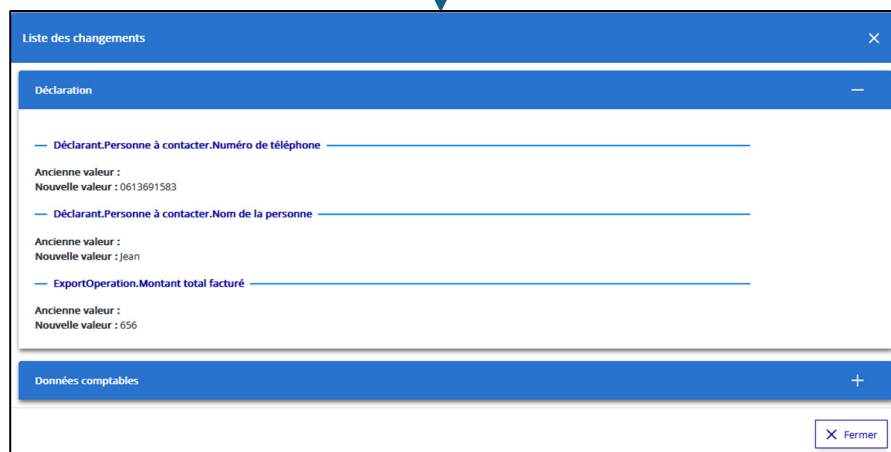 Liste des changements
Déclaration
Déclarant.Personne à contacter.Numéro de téléphone
Ancienne valeur :
Nouvelle valeur : 0613691583
Déclarant.Personne à contacter.Nom de la personne
Ancienne valeur :
Nouvelle valeur : Jean
ExportOperation.Montant total facturé
Ancienne valeur :
Nouvelle valeur : 656
Données comptables
Fermer